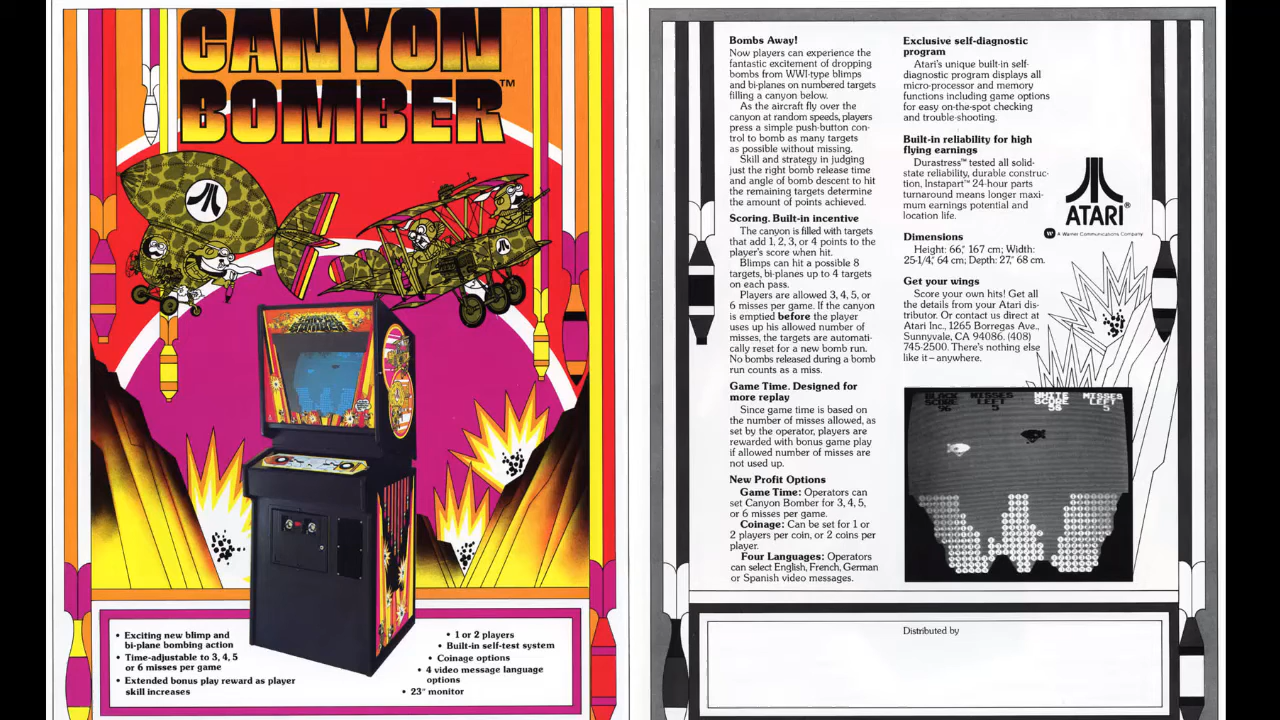 CANYON
BOMBER™
CANYON
BOMBER
• Exciting new blimp and
bi-plane bombing action
• Time-adjustable to 3, 4, 5
or 6 misses per game
• Extended bonus play reward as player
skill increases
• 1 or 2 players
• Built-in self-test system
• Coinage options
• 4 video message language
options
• 23" monitor
Bombs Away!
Now players can experience the
fantastic excitement of dropping
bombs from WWI-type blimps
and bi-planes on numbered targets
filling a canyon below.
As the aircraft fly over the
canyon at random speeds, players
press a simple push-button con-
trol to bomb as many targets
as possible without missing.
Skill and strategy in judging
just the right bomb release time
and angle of bomb descent to hit
the remaining targets determine
the amount of points achieved.
Scoring. Built-in incentive
The canyon is filled with targets
that add 1, 2, 3, or 4 points to the
player's score when hit.
Blimps can hit a possible 8
targets, bi-planes up to 4 targets
on each pass.
Players are allowed 3, 4, 5, or
6 misses per game. If the canyon
is emptied before the player
uses up his allowed number of
misses, the targets are automati-
cally reset for a new bomb run.
No bombs released during a bomb
run counts as a miss.
Game Time. Designed for
more replay
Since game time is based on
the number of misses allowed, as
set by the operator, players are
rewarded with bonus game play
if allowed number of misses are
not used up.
New Profit Options
Game Time: Operators can
set Canyon Bomber for 3, 4, 5,
or 6 misses per game.
Coinage: Can be set for 1 or
2 players per coin, or 2 coins per
player.
Four Languages: Operators
can select English, French, German
or Spanish video messages.
Exclusive self-diagnostic
program
Atari's unique built-in self-
diagnostic program displays all
micro-processor and memory
functions including game options
for easy on-the-spot checking
and trouble-shooting.
Built-in reliability for high
flying earnings
Durastress™ tested all solid-
state reliability, durable construc-
tion, Instapart™ 24-hour parts
turnaround means longer maxi-
mum earnings potential and
location life.
Dimensions
Height: 66," 167 cm; Width:
25-1/4," 64 cm; Depth: 27," 68 cm.
Get your wings
Score your own hits! Get all
the details from your Atari dis-
tributor. Or contact us direct at
Atari Inc., 1265 Borregas Ave.,
Sunnyvale, CA 94086. (408)
745-2500. There's nothing else
like it – anywhere.
ATARI®
A Warner Communications Company
BLACK MISSES WHITE MISSES
SCORE LEFT SCORE LEFT
96 5 58 5
Distributed by